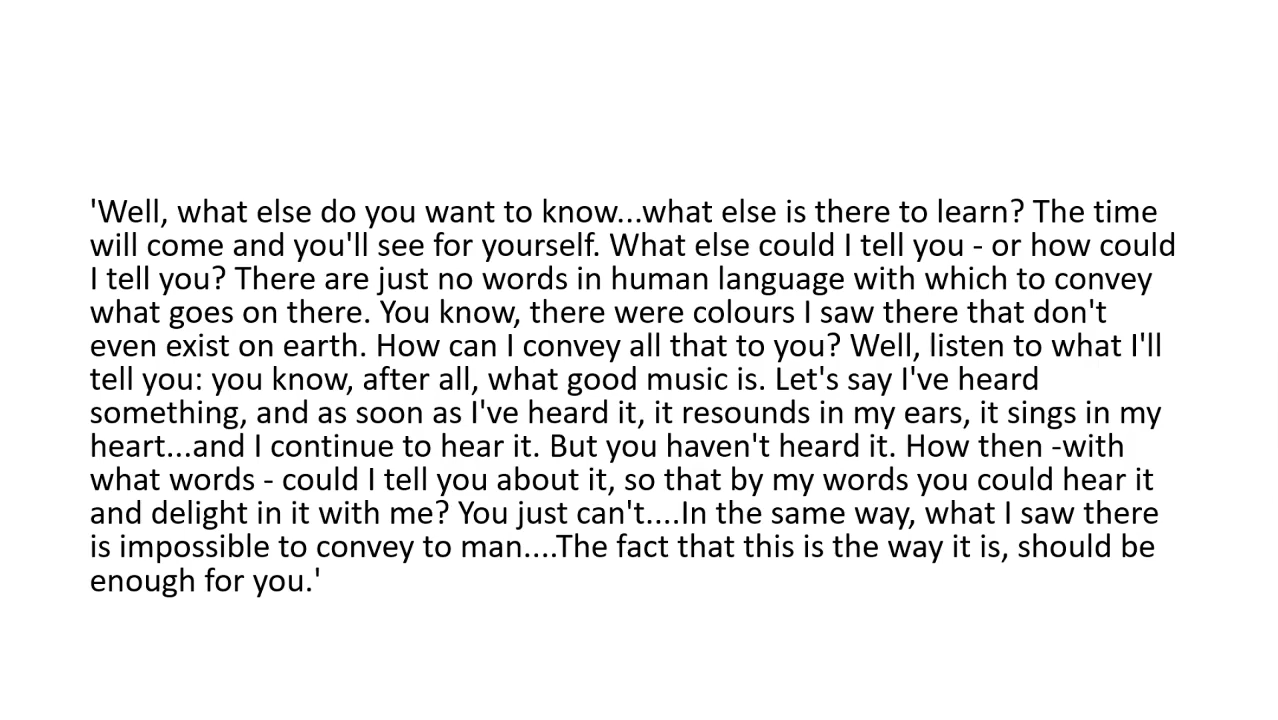 'Well, what else do you want to know...what else is there to learn? The time
will come and you'll see for yourself. What else could I tell you - or how could
I tell you? There are just no words in human language with which to convey
what goes on there. You know, there were colours I saw there that don't
even exist on earth. How can I convey all that to you? Well, listen to what I'll
tell you: you know, after all, what good music is. Let's say I've heard
something, and as soon as I've heard it, it resounds in my ears, it sings in my
heart...and I continue to hear it. But you haven't heard it. How then -with
what words - could I tell you about it, so that by my words you could hear it
and delight in it with me? You just can't....In the same way, what I saw there
is impossible to convey to man....The fact that this is the way it is, should be
enough for you.'